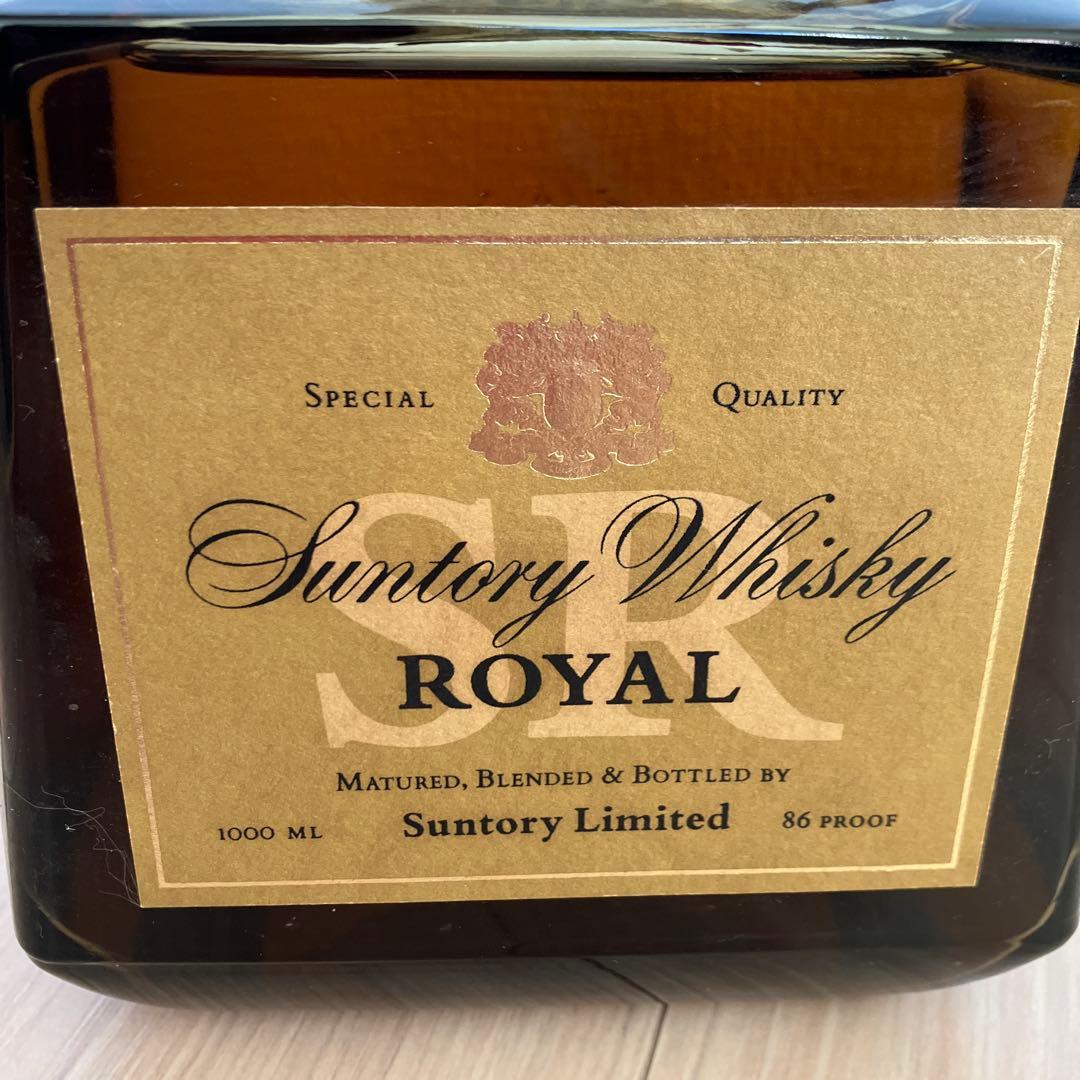 SPECIAL QUALITY
SR
Suntory Whisky
ROYAL
MATURED, BLENDED & BOTTLED BY
1000 ML Suntory Limited 86 PROOF